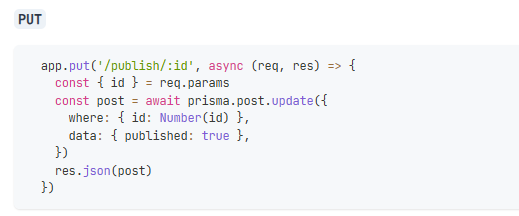 PUT
app.put('/publish/:id', async (req, res) => {
  const { id } = req.params
  const post = await prisma.post.update({
    where: { id: Number(id) },
    data: { published: true },
  })
  res.json(post)
})